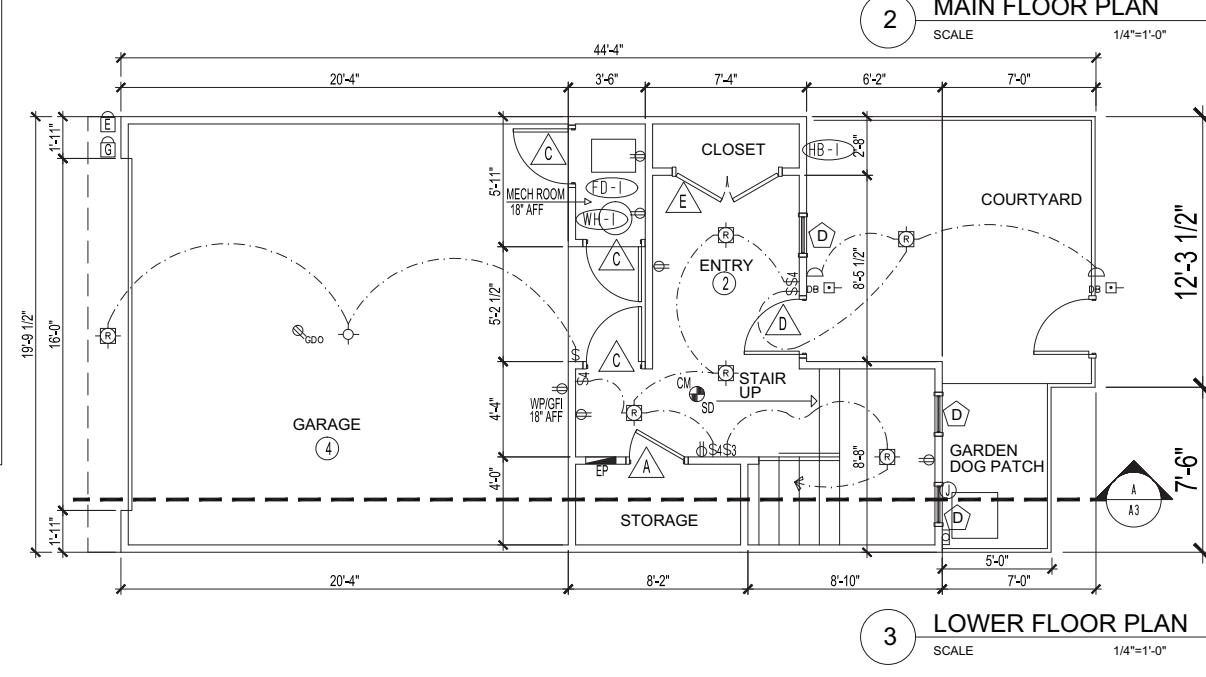 2
MAIN FLOOR PLAN
SCALE 1/4"=1'-0"
44'-4"
20'-4" 3'-6" 7'-4" 6'-2" 7'-0"
E
G
1'-11"
C
CLOSET
HB-1
2'-8"
5'-11"
MECH ROOM
18" AFF
FD-1
WH-1
E
COURTYARD
R
D
R
C
ENTRY
2
S
S4
8'-5 1/2"
12'-3 1/2"
DB
DB
19'-9 1/2"
16'-0"
5'-2 1/2"
R
GDO
D
S
C
S4
R
STAIR
UP
CM
SD
WP/GFI
18" AFF
R
4'-4"
D
GARAGE
4
S4
S3
8'-8"
R
GARDEN
DOG PATCH
7'-6"
EP
A
4'-0"
J
A
A3
STORAGE
D
1'-11"
5'-0"
20'-4" 8'-2" 8'-10" 7'-0"
3
LOWER FLOOR PLAN
SCALE 1/4"=1'-0"